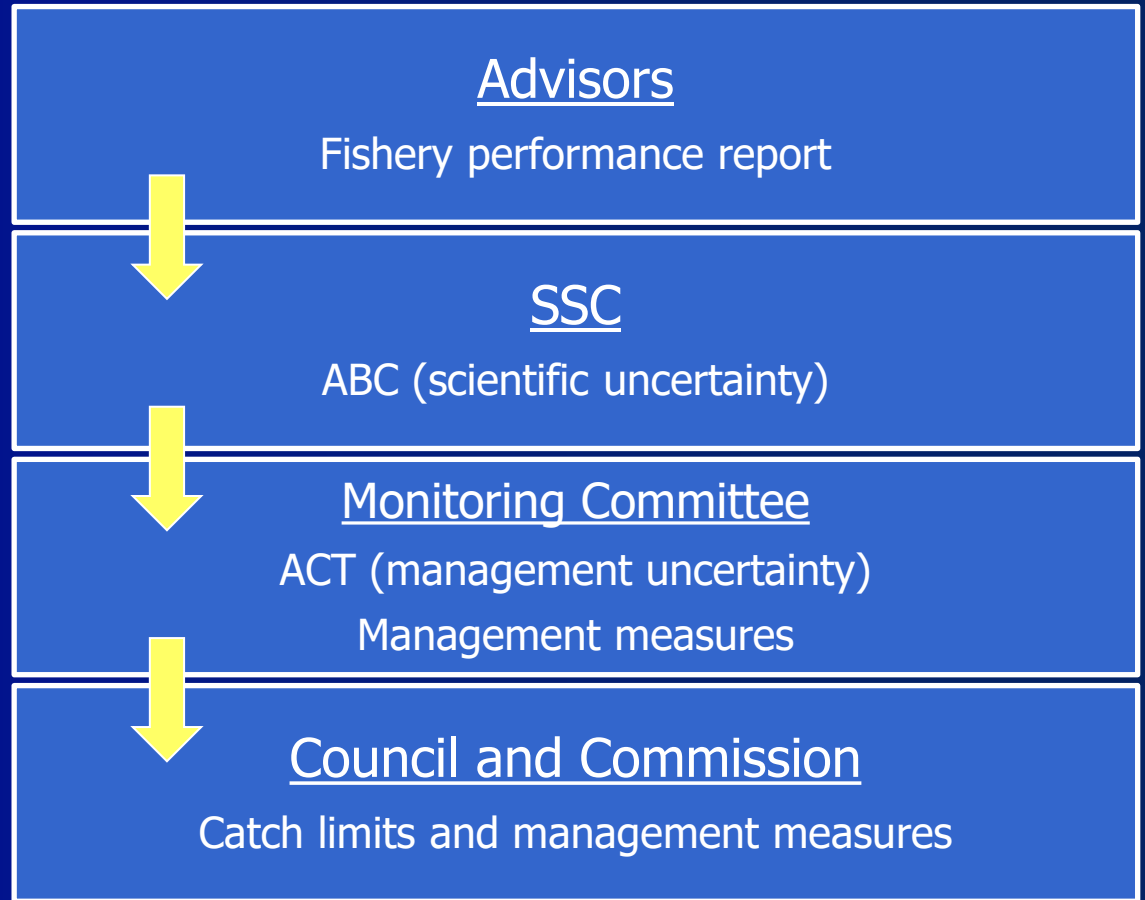 Advisors
Fishery performance report
SSC
ABC (scientific uncertainty)
Monitoring Committee
ACT (management uncertainty)
Management measures
Council and Commission
Catch limits and management measures